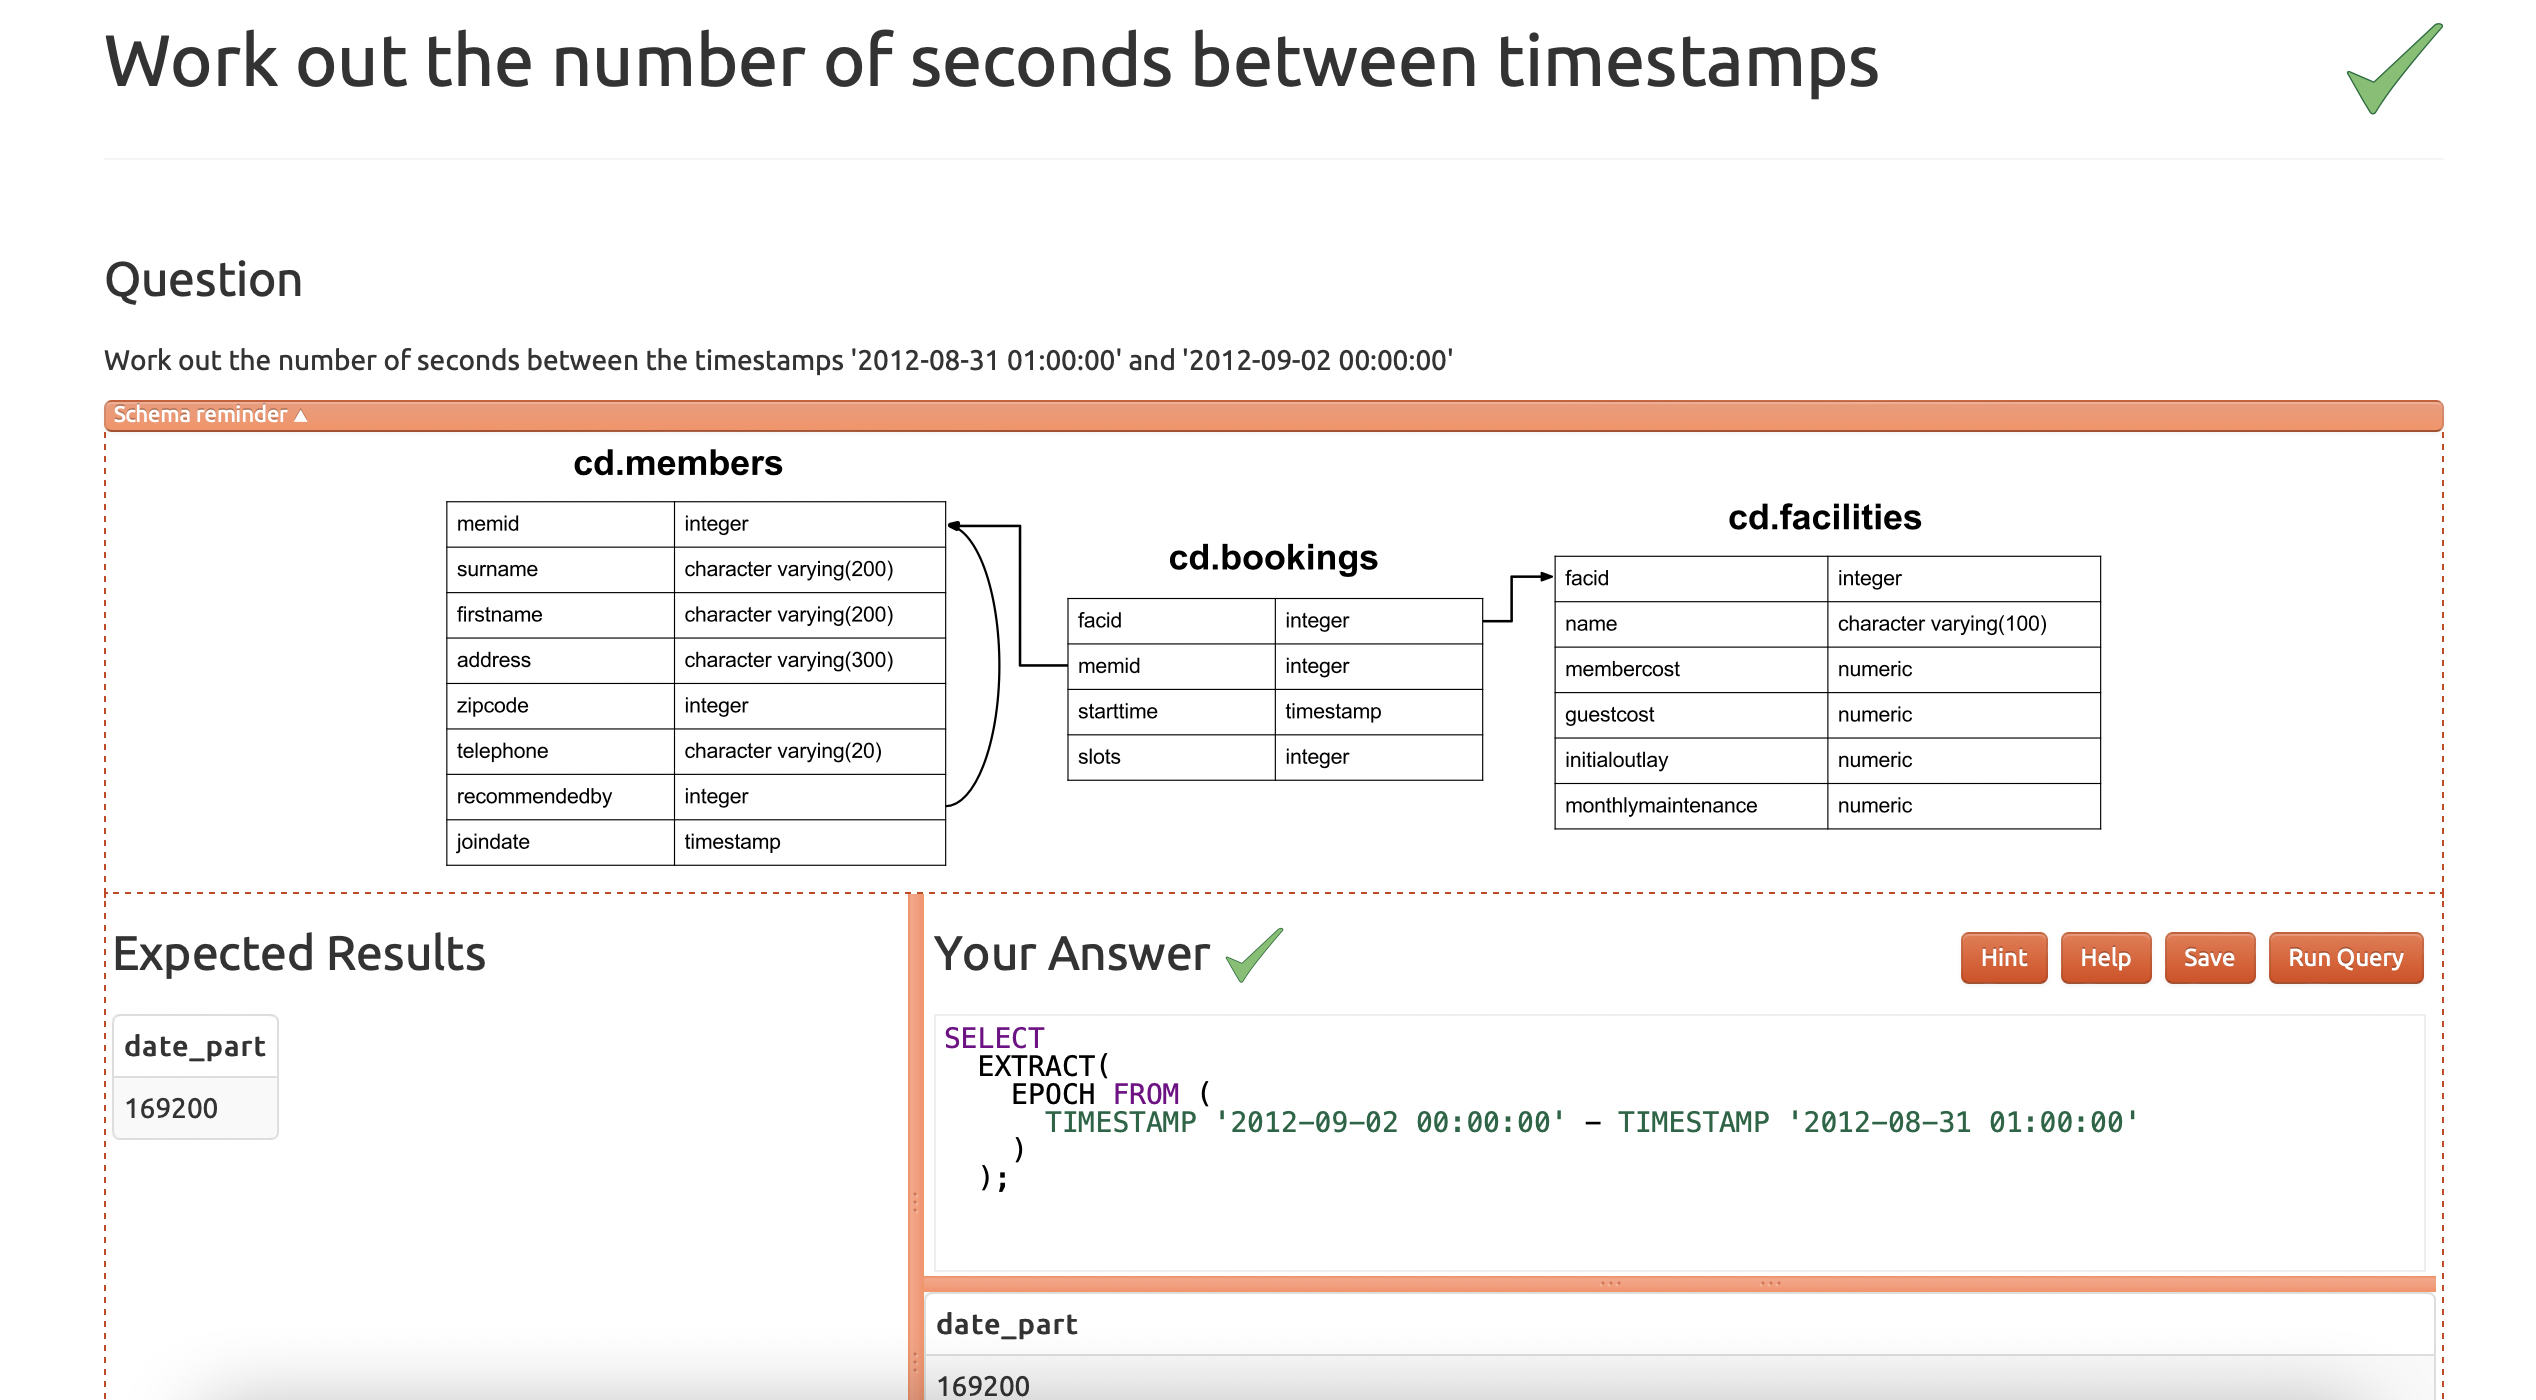 Work out the number of seconds between timestamps
Question
Work out the number of seconds between the timestamps '2012-08-31 01:00:00' and '2012-09-02 00:00:00'
Schema reminder ▲
cd.members
memid integer
surname character varying(200)
firstname character varying(200)
address character varying(300)
zipcode integer
telephone character varying(20)
recommendedby integer
joindate timestamp
cd.bookings
facid integer
memid integer
starttime timestamp
slots integer
cd.facilities
facid integer
name character varying(100)
membercost numeric
guestcost numeric
initialoutlay numeric
monthlymaintenance numeric
Expected Results
date_part
169200
Your Answer
Hint Help Save Run Query
SELECT
EXTRACT(
EPOCH FROM (
TIMESTAMP '2012-09-02 00:00:00' - TIMESTAMP '2012-08-31 01:00:00'
)
);
date_part
169200